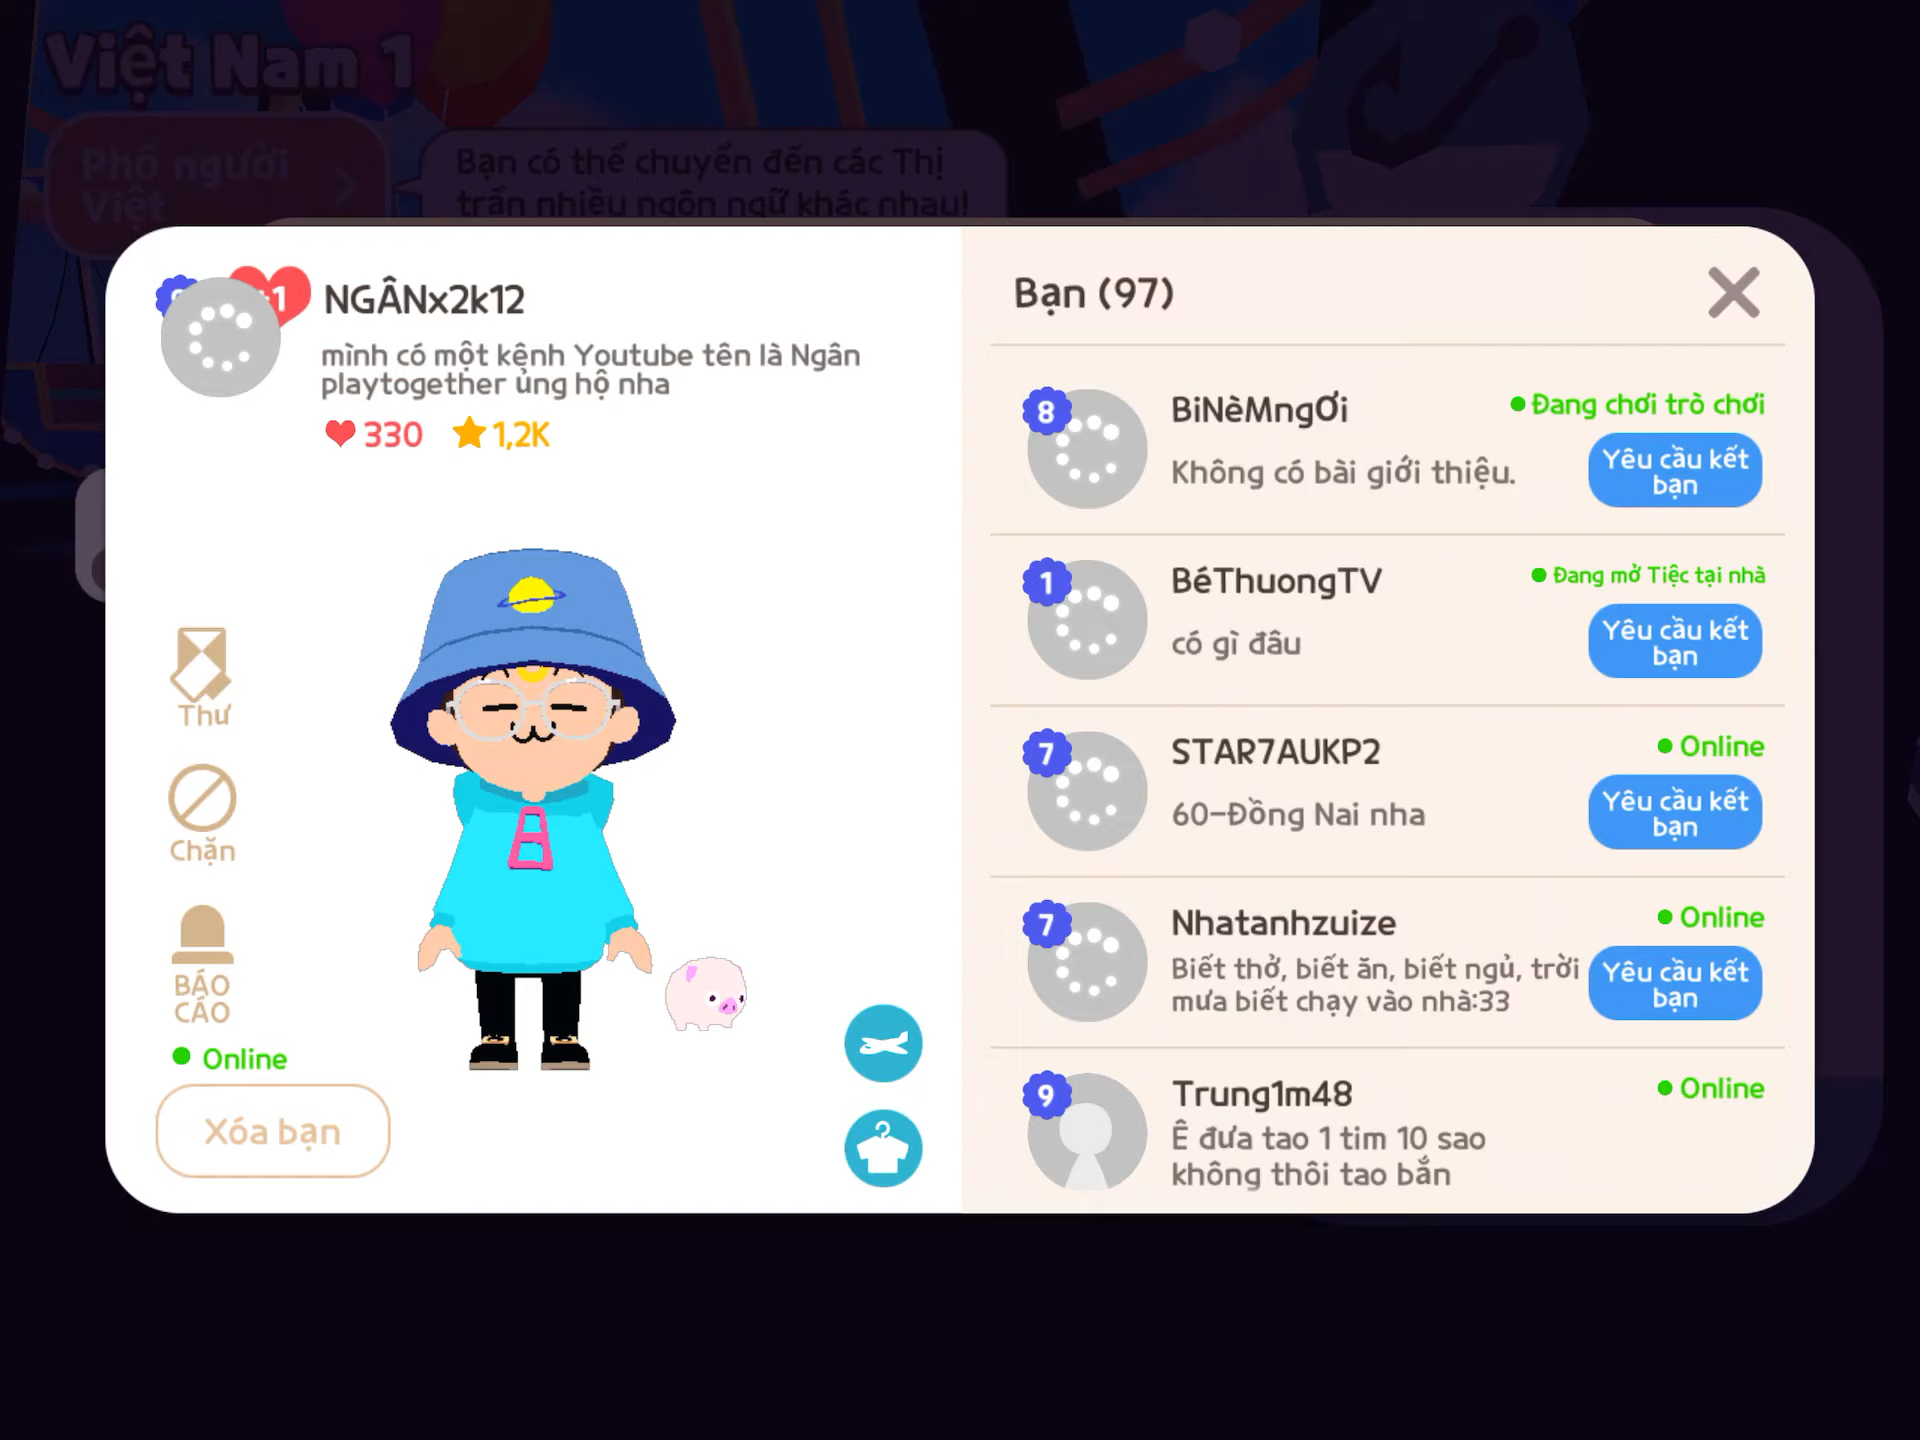 Việt Nam 1
Phố người
Việt
Bạn có thể chuyển đến các Thị
trấn nhiều ngôn ngữ khác nhau!
NGÂNx2k12
mình có một kệnh Youtube tên là Ngân
playtogether ủng hộ nha
330 1,2K
Thư
Chặn
BÁO
CÁO
Online
Xóa bạn
Bạn (97)
8
BiNèMngƠi
Đang chơi trò chơi
Không có bài giới thiệu.
Yêu cầu kết
bạn
1
BéThuongTV
Đang mở Tiệc tại nhà
có gì đâu
Yêu cầu kết
bạn
7
STAR7AUKP2
Online
60-Đồng Nai nha
Yêu cầu kết
bạn
7
Nhatanhzuize
Online
Biết thở, biết ăn, biết ngủ, trời
mưa biết chạy vào nhà:33
Yêu cầu kết
bạn
9
Trung1m48
Online
Ê đưa tao 1 tim 10 sao
không thôi tao bắn